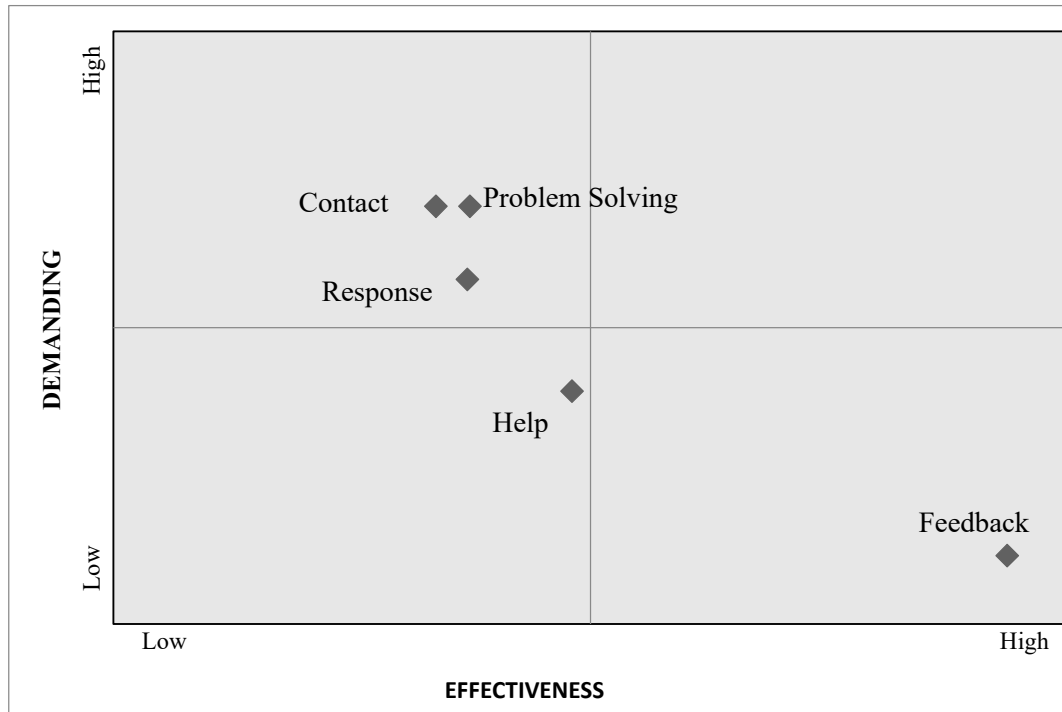 High
Contact
Problem Solving
Response
DEMANDING
Help
Feedback
Low
Low
High
EFFECTIVENESS